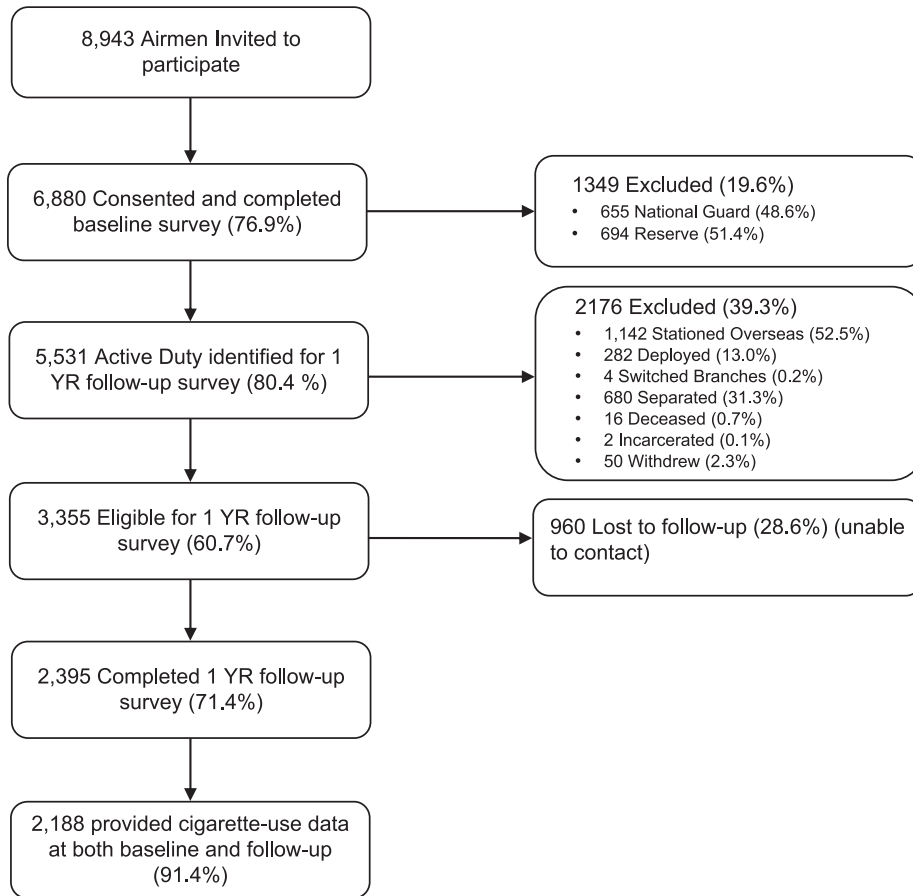 8,943 Airmen Invited to
participate
6,880 Consented and completed
baseline survey (76.9%)
1349 Excluded (19.6%)
• 655 National Guard (48.6%)
• 694 Reserve (51.4%)
5,531 Active Duty identified for 1
YR follow-up survey (80.4 %)
2176 Excluded (39.3%)
• 1,142 Stationed Overseas (52.5%)
• 282 Deployed (13.0%)
• 4 Switched Branches (0.2%)
• 680 Separated (31.3%)
• 16 Deceased (0.7%)
• 2 Incarcerated (0.1%)
• 50 Withdrew (2.3%)
3,355 Eligible for 1 YR follow-up
survey (60.7%)
960 Lost to follow-up (28.6%) (unable
to contact)
2,395 Completed 1 YR follow-up
survey (71.4%)
2,188 provided cigarette-use data
at both baseline and follow-up
(91.4%)